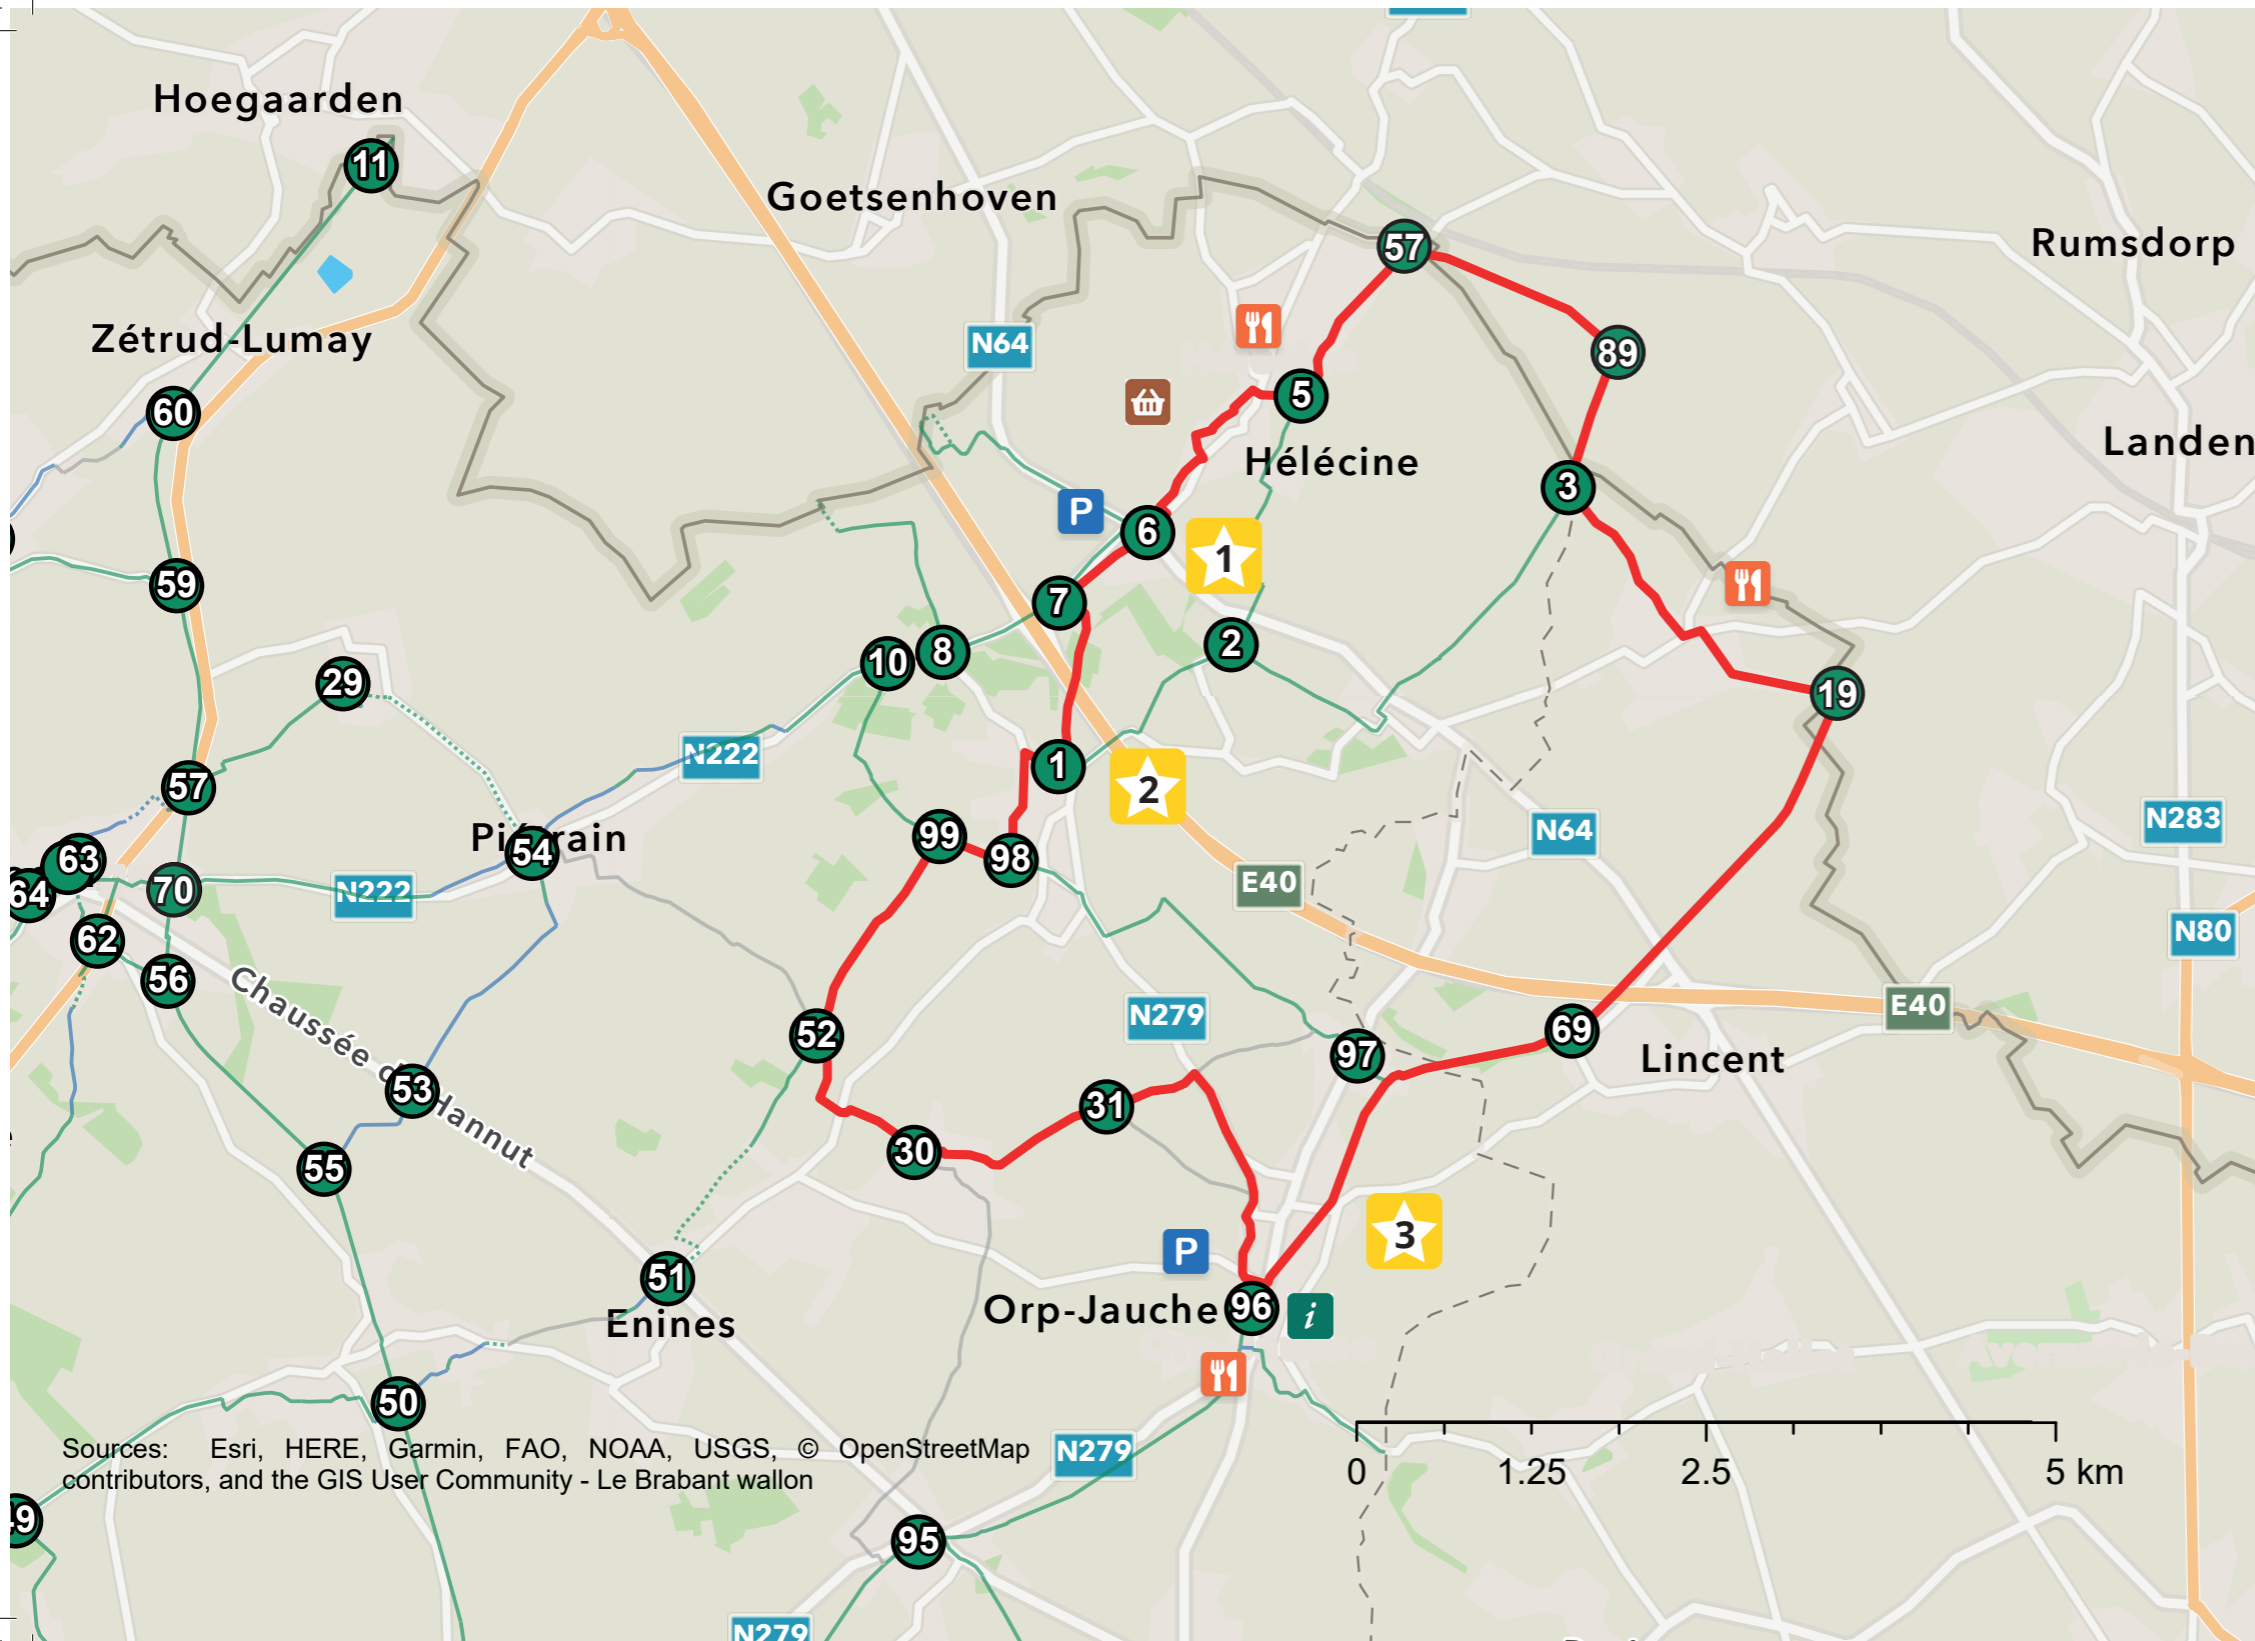 Hoegaarden
11
Goetsenhoven
57
Rumsdorp
Zétrud-Lumay
N64
89
60
5
Landen
Hélécine
3
P
6
1
59
7
2
10
8
29
19
N222
57
1
2
N283
Piétrain
54
99
98
N64
63
64
70
N222
E40
62
N80
56
Chaussée de Hannut
N279
E40
52
97
69
Lincent
53
31
30
55
3
P
51
Orp-Jauche
96
i
Enines
50
Sources: Esri, HERE, Garmin, FAO, NOAA, USGS, © OpenStreetMap
contributors, and the GIS User Community - Le Brabant wallon
N279
0 1.25 2.5 5 km
49
95
N279